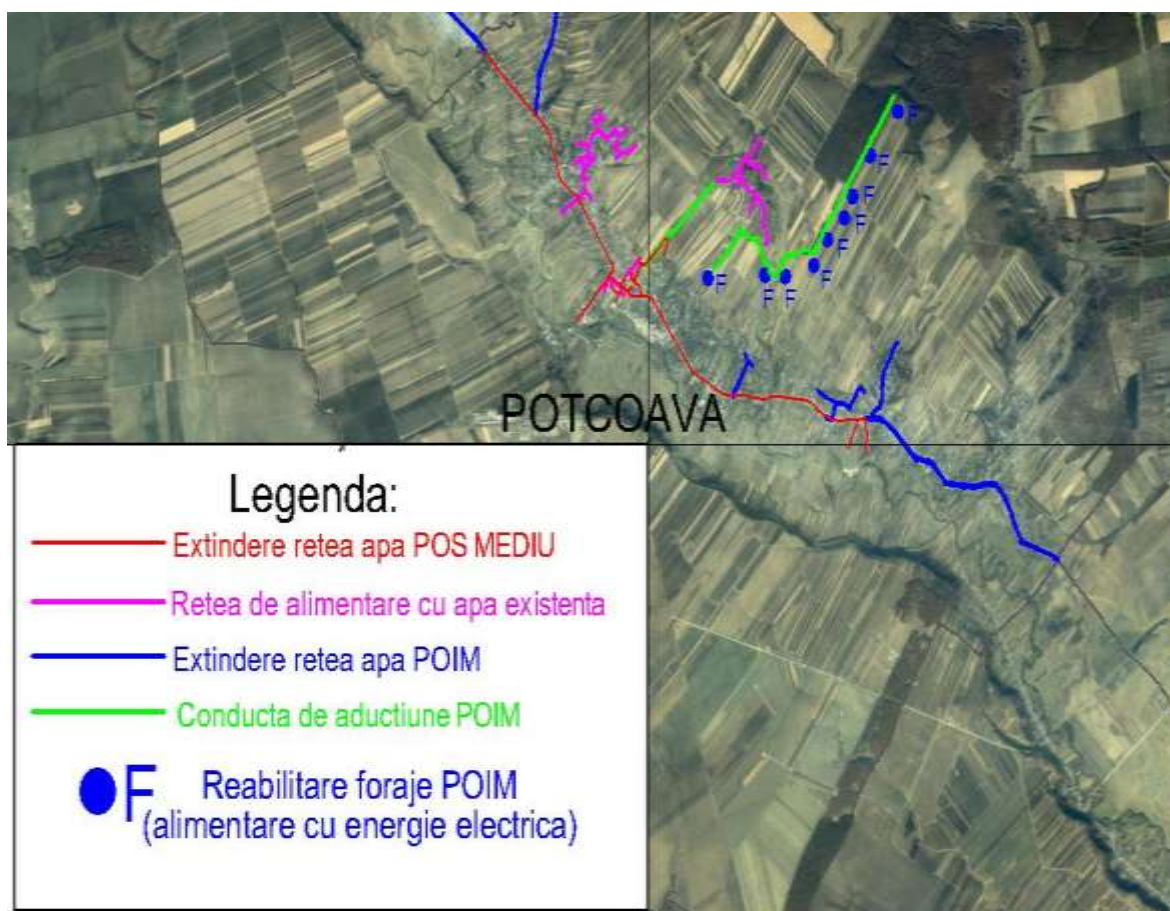 F
F
F
F
F
F
F
F
F
POTCOAVA
Legenda:
Extindere retea apa POS MEDIU
Retea de alimentare cu apa existenta
Extindere retea apa POIM
Conducta de aductiune POIM
F Reabilitare foraje POIM
(alimentare cu energie electrica)